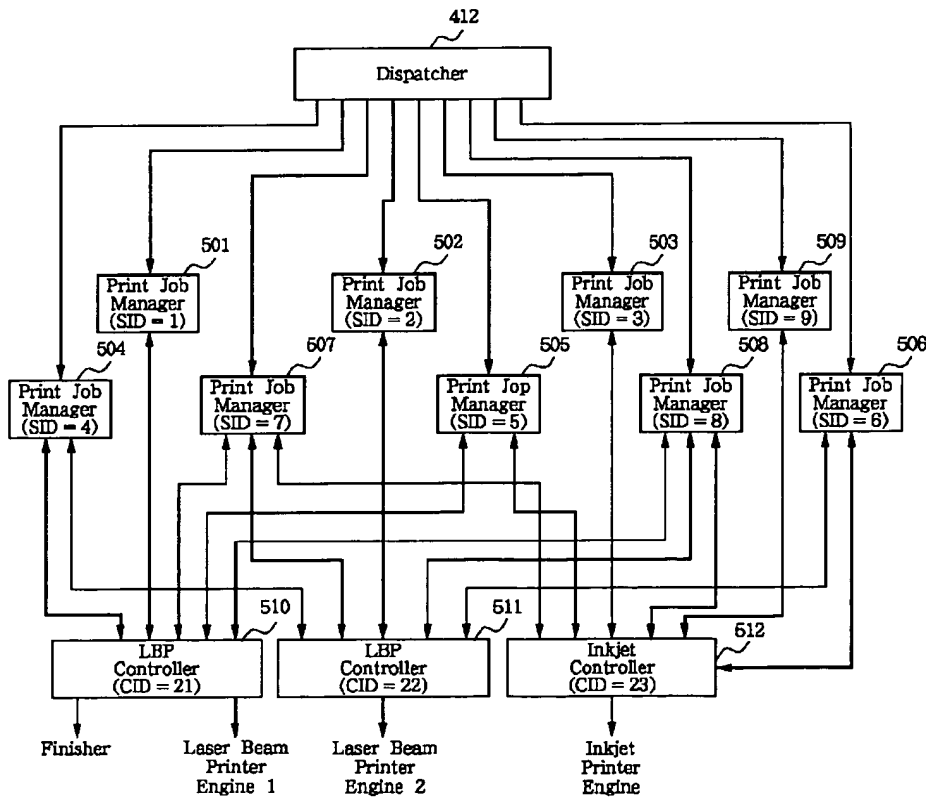 412
Dispatcher
501
Print Job
Manager
(SID = 1)
502
Print Job
Manager
(SID = 2)
503
Print Job
Manager
(SID = 3)
509
Print Job
Manager
(SID = 9)
504
Print Job
Manager
(SID = 4)
507
Print Job
Manager
(SID = 7)
505
Print Jop
Manager
(SID = 5)
508
Print Job
Manager
(SID = 8)
506
Print Job
Manager
(SID = 6)
510
LBP
Controller
(CID = 21)
511
LBP
Controller
(CID = 22)
512
Inkjet
Controller
(CID = 23)
Finisher
Laser Beam
Printer
Engine 1
Laser Beam
Printer
Engine 2
Inkjet
Printer
Engine